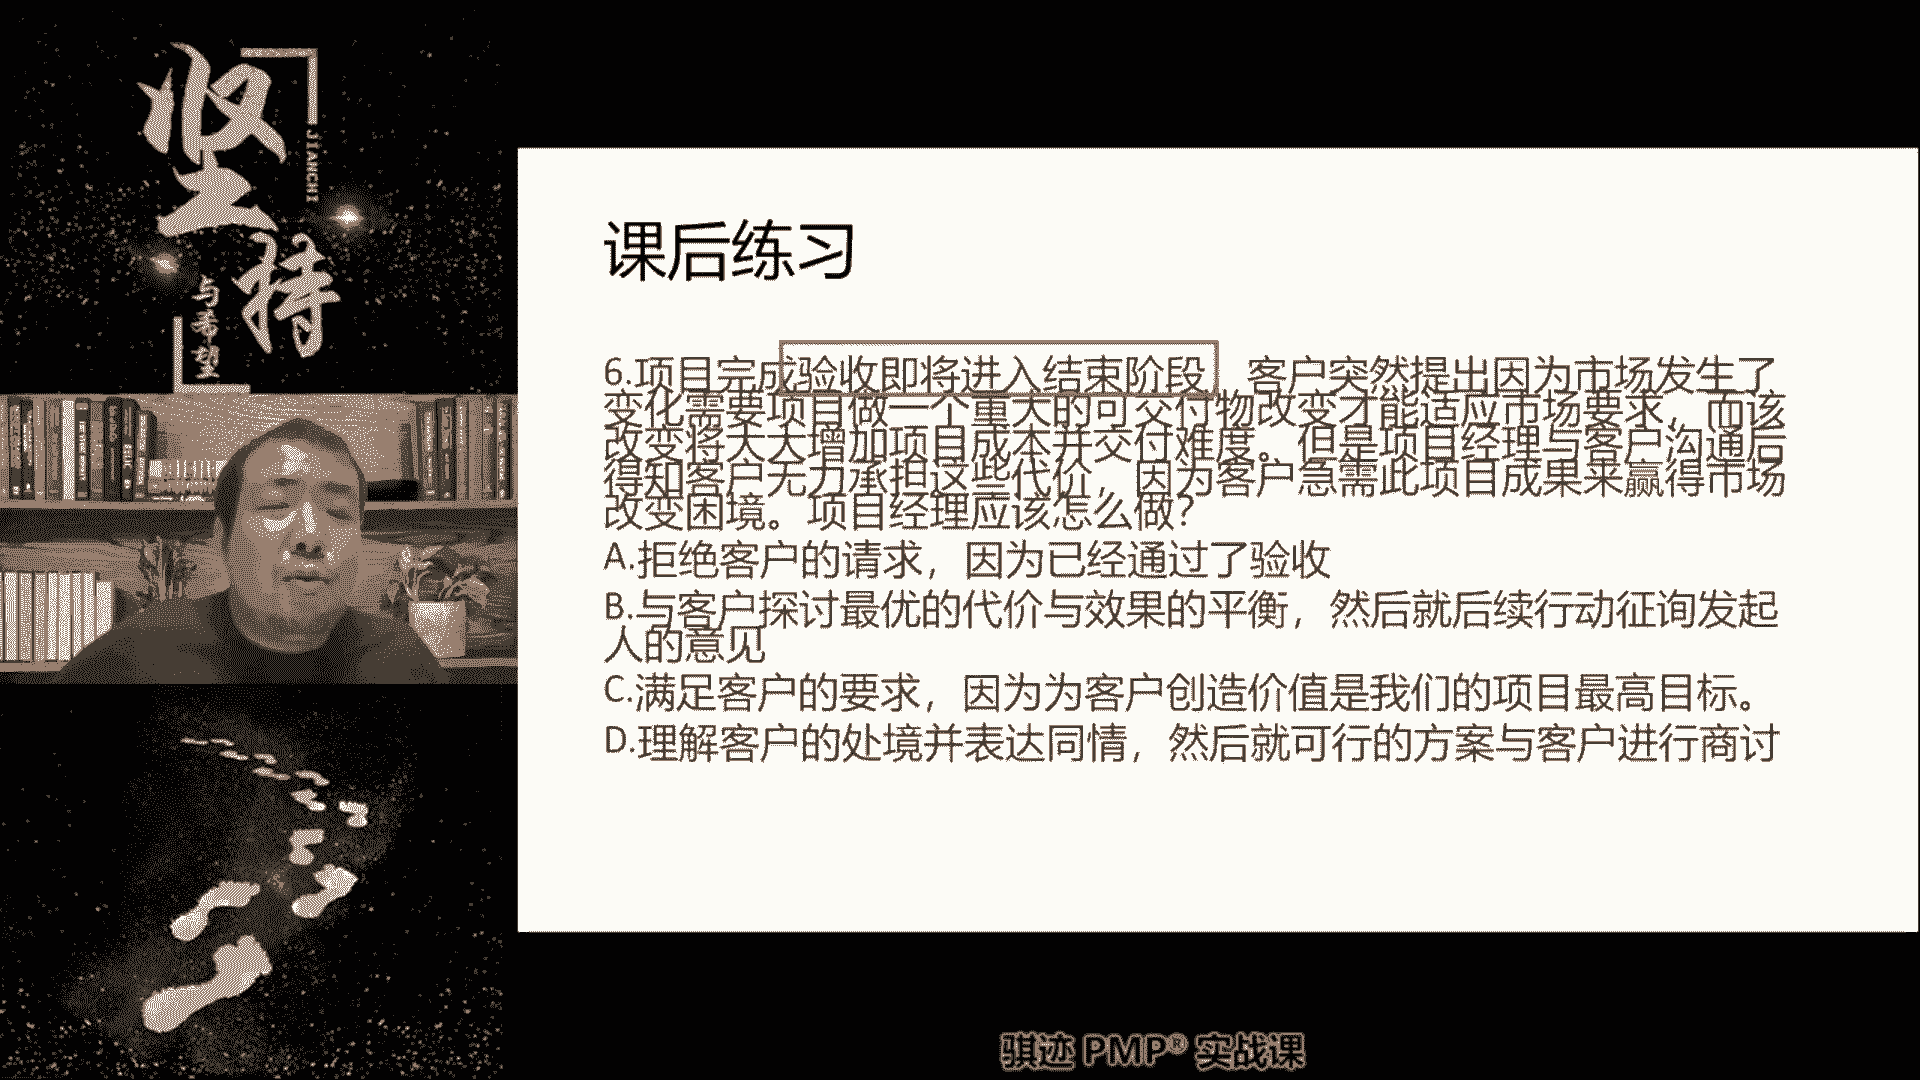 坚持
JIANCHI
与希望
课后练习
6.项目完成验收即将进入结束阶段，客户突然提出因为市场发生了
变化需要项目做一个重大的可交付物改变才能适应市场要求，而该
改变将大大增加项目成本并交付难度。但是项目经理与客户沟通后
得知客户无力承担这些代价，因为客户急需此项目成果来赢得市场
改变困境。项目经理应该怎么做？
A.拒绝客户的请求，因为已经通过了验收
B.与客户探讨最优的代价与效果的平衡，然后就后续行动征询发起
人的意见
C.满足客户的要求，因为为客户创造价值是我们的项目最高目标。
D.理解客户的处境并表达同情，然后就可行的方案与客户进行商讨
骐迹 PMP® 实战课